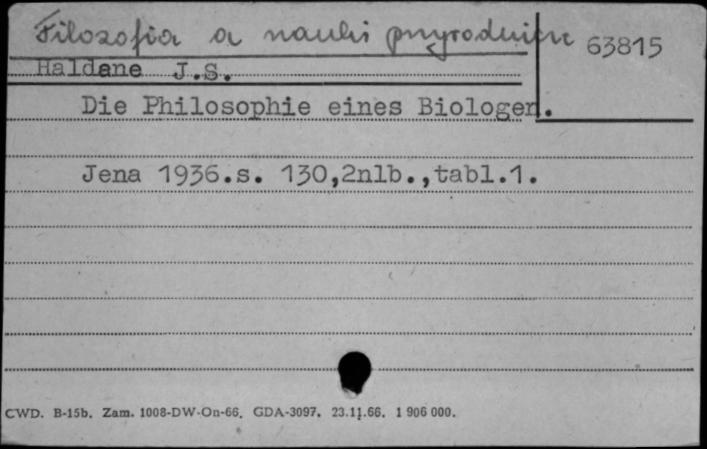 Filozofia a nauki przyrodnicze
63815
Haldane J.S.
Die Philosophie eines Biologen.
Jena 1936.s. 130,2nlb.,tabl.1.
CWD. B-15b. Zam. 1008-DW-On-66. GDA-3097. 23.11.66. 1 906 000.